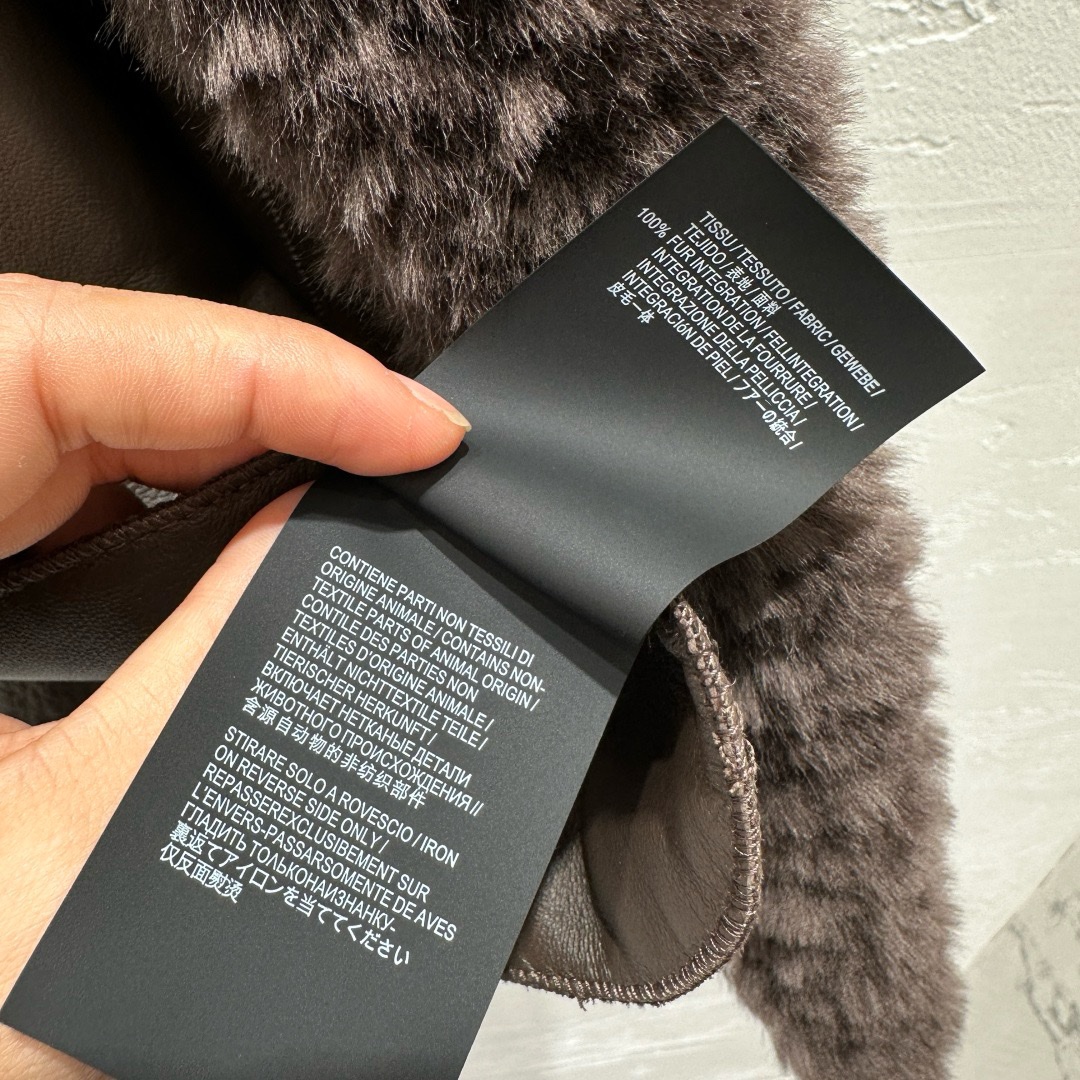 TISSU / TESSUTO / FABRIC / GEWEBE /
TEJIDO / 表地 / 面料
100% FUR INTEGRATION / FELLINTEGRATION /
INTEGRATION DE LA FOURRURE /
INTEGRAZIONE DELLA PELLICCIA /
INTEGRACIóN DE PIEL / フアーの統合 /
皮毛一体
CONTIENE PARTI NON TESSILI DI
ORIGINE ANIMALE / CONTAINS NON-
TEXTILE PARTS OF ANIMAL ORIGIN /
CONTILE DES PARTIES NON
TEXTILES D'ORIGINE ANIMALE /
ENTHÄLT NICHTTEXTILE TEILE /
TIERISCHER HERKUNFT /
ВКЛЮЧАЕТ НЕТКАНЫЕ ДЕТАЛИ
ЖИВОТНОГО ПРОИСХОЖДЕНИЯ / /
含源自动物的非纺织部件
STIRARE SOLO A ROVESCIO / IRON
ON REVERSE SIDE ONLY /
REPASSEREXCLUSIBEMENT SUR
L'ENVERS-PASSARSOMENTE DE AVES
ГПАДИТЬ ТОЛЬКОНАИЗНАНКУ-
裏返てアイロンを当ててください
仅反面熨烫